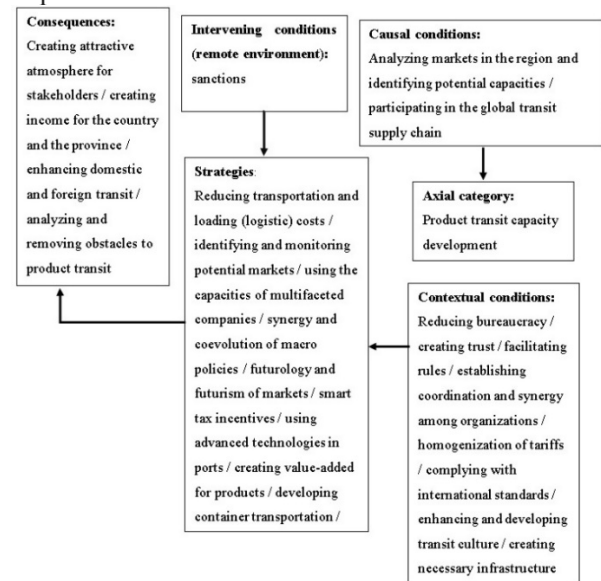 Consequences:
Creating attractive
atmosphere for
stakeholders / creating
income for the country
and the province /
enhancing domestic
and foreign transit /
analyzing and
removing obstacles to
product transit
Intervening conditions
(remote environment):
sanctions
Causal conditions:
Analyzing markets in the region and
identifying potential capacities /
participating in the global transit
supply chain
Strategies:
Reducing transportation and
loading (logistic) costs /
identifying and monitoring
potential markets / using the
capacities of multifaceted
companies / synergy and
coevolution of macro
policies / futurology and
futurism of markets / smart
tax incentives / using
advanced technologies in
ports / creating value-added
for products / developing
container transportation /
Axial category:
Product transit capacity
development
Contextual conditions:
Reducing bureaucracy /
creating trust / facilitating
rules / establishing
coordination and synergy
among organizations /
homogenization of tariffs
/ complying with
international standards /
enhancing and developing
transit culture / creating
necessary infrastructure